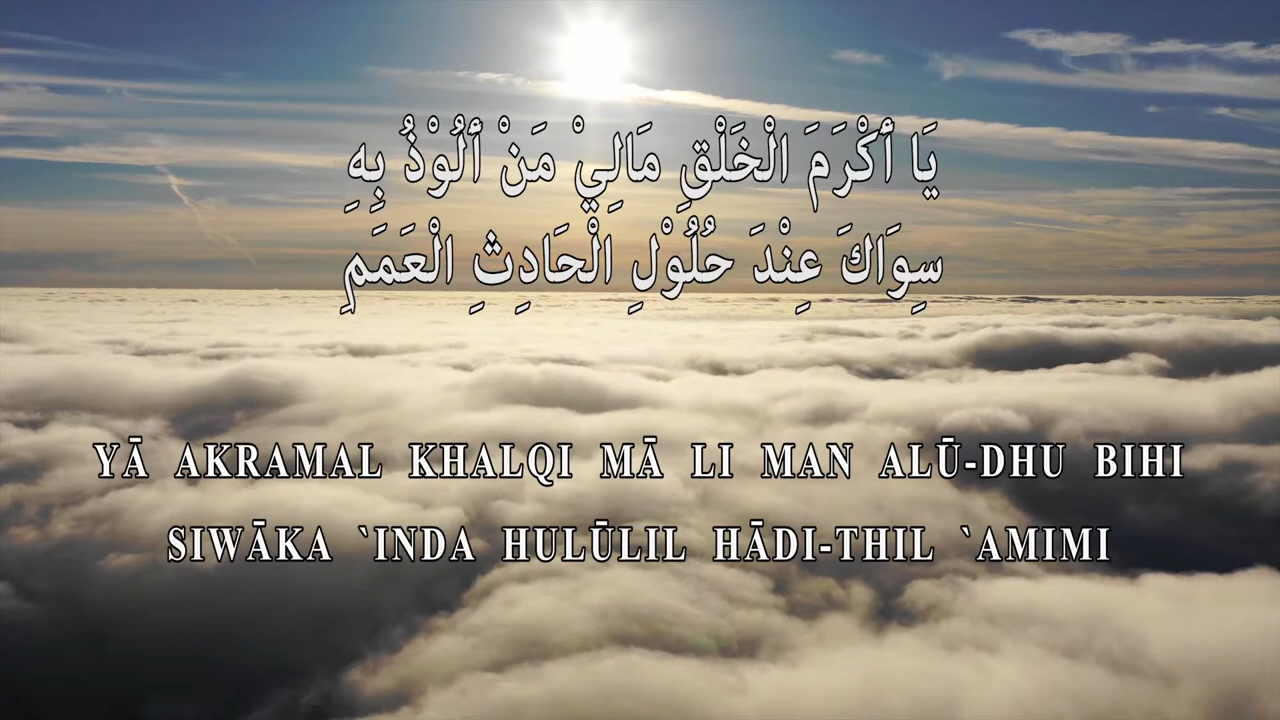 يَا أَكْرَمَ الْخَلْقِ مَالِيْ مَنْ أَلُوْذُ بِهِ
سِوَاكَ عِنْدَ حُلُوْلِ الْحَادِثِ الْعَمَمِ
YĀ AKRAMAL KHALQI MĀ LI MAN ALŪ-DHU BIHI
SIWĀKA `INDA HULŪLIL HĀDI-THIL `AMIMI